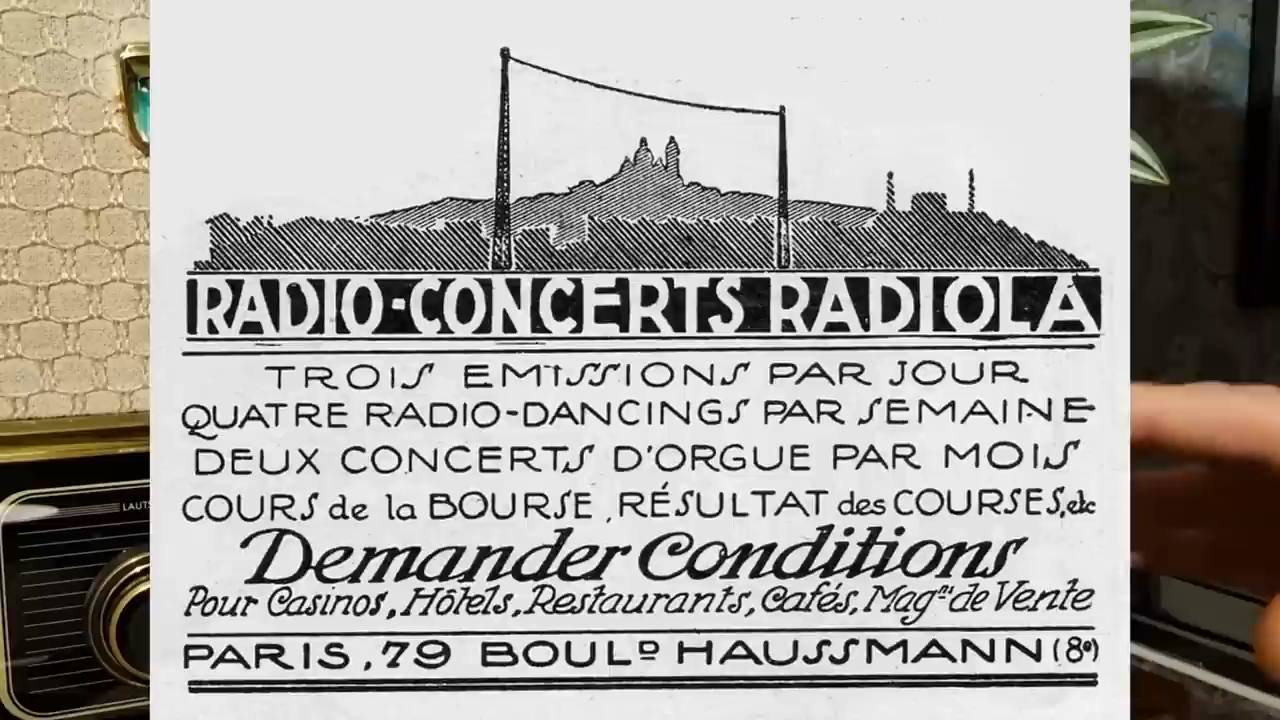 RADIO-CONCERTS RADIOLA
TROIS EMISSIONS PAR JOUR
QUATRE RADIO-DANCINGS PAR SEMAINE
DEUX CONCERTS D'ORGUE PAR MOIS
COURS de la BOURSE, RÉSULTAT des COURSES, etc
Demander Conditions
Pour Casinos, Hôtels, Restaurants, Cafés, Magns de Vente
PARIS, 79 BOULD HAUSSMANN (8e)
LAUTS